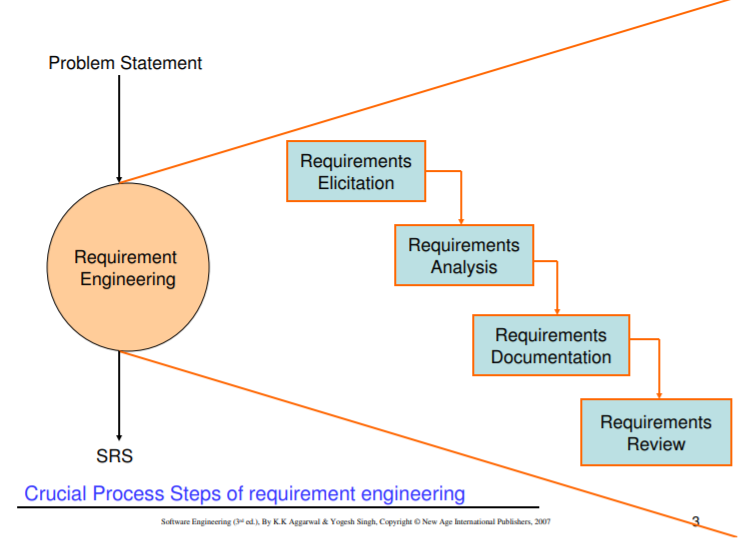 Problem Statement
Requirements
Elicitation
Requirement
Engineering
Requirements
Analysis
Requirements
Documentation
Requirements
Review
SRS
Crucial Process Steps of requirement engineering
Software Engineering (3rd ed.), By K.K Aggarwal & Yogesh Singh, Copyright © New Age International Publishers, 2007
3